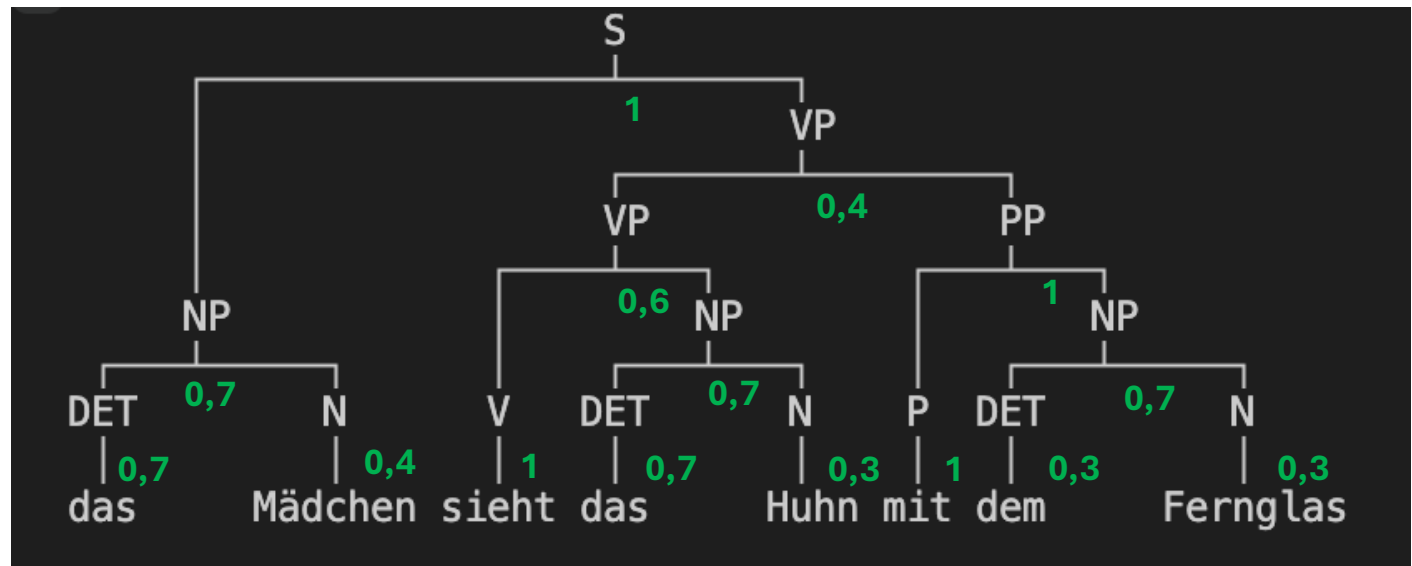 S
1
VP
0,4
VP PP
0,6 1
NP NP NP
0,7 0,7 0,7
DET N V DET N P DET N
0,7 0,4 1 0,7 0,3 1 0,3 0,3
das Mädchen sieht das Huhn mit dem Fernglas